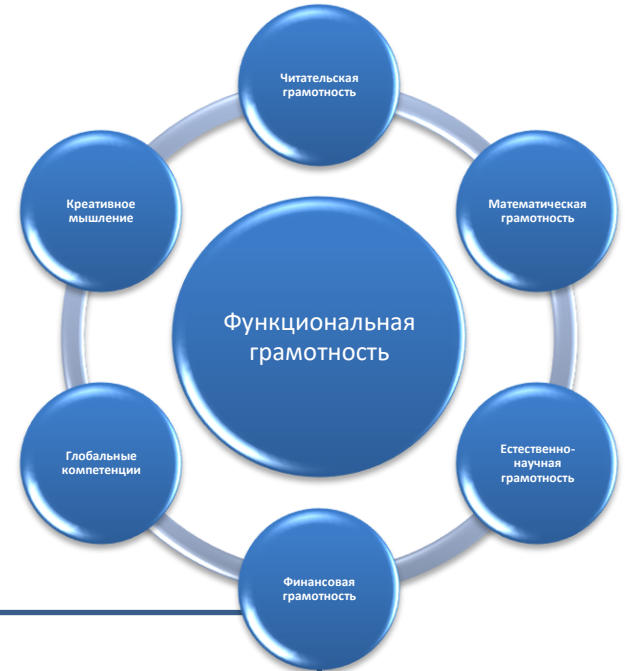 Читательская
грамотность
Креативное
мышление
Математическая
грамотность
Функциональная
грамотность
Глобальные
компетенции
Естественно-
научная
грамотность
Финансовая
грамотность